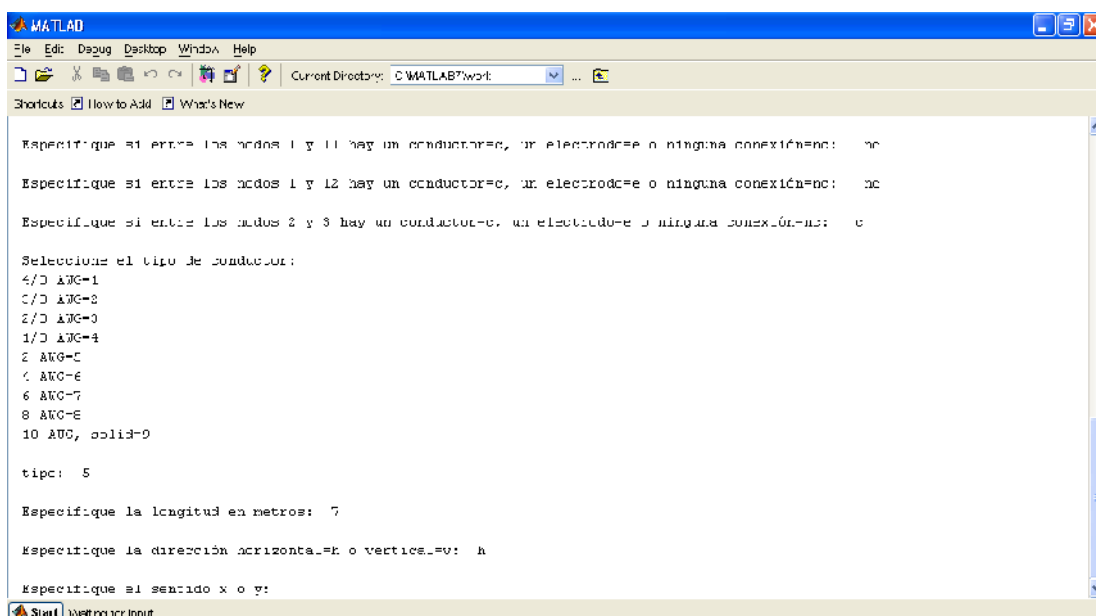 MATLAB
File Edit Debug Desktop Window Help
Current Directory: C:\MATLAB7\work ...
Shortcuts How to Add What's New
Especifique si entre los nodos 1 y 11 hay un conductor=c, un electrodo=e o ninguna conexión=nc: nc
Especifique si entre los nodos 1 y 12 hay un conductor=c, un electrodo=e o ninguna conexión=nc: nc
Especifique si entre los nodos 2 y 3 hay un conductor=c, un electrodo=e o ninguna conexión=nc: c
Seleccione el tipo de conductor:
4/0 AWG=1
3/0 AWG=2
2/0 AWG=3
1/0 AWG=4
2 AWG=5
4 AWG=6
6 AWG=7
8 AWG=8
10 AWG, solid=9
tipo: 5
Especifique la longitud en metros: 7
Especifique la dirección horizontal=h o vertical=v: h
Especifique el sentido x o y:
Start Waiting for input